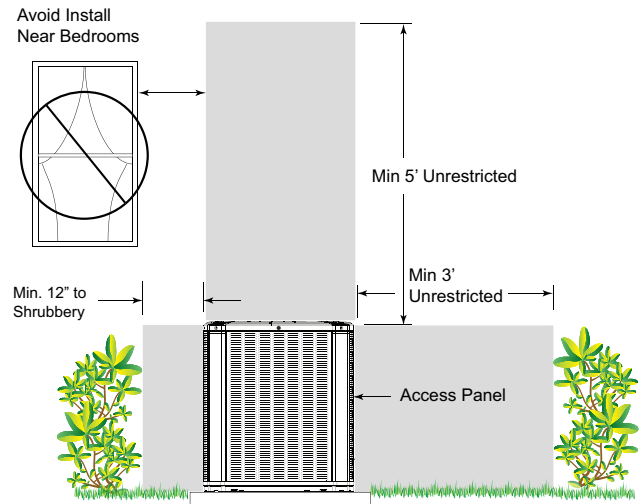 Avoid Install
Near Bedrooms
Min 5’ Unrestricted
Min 3’
Unrestricted
Min. 12” to
Shrubbery
Access Panel